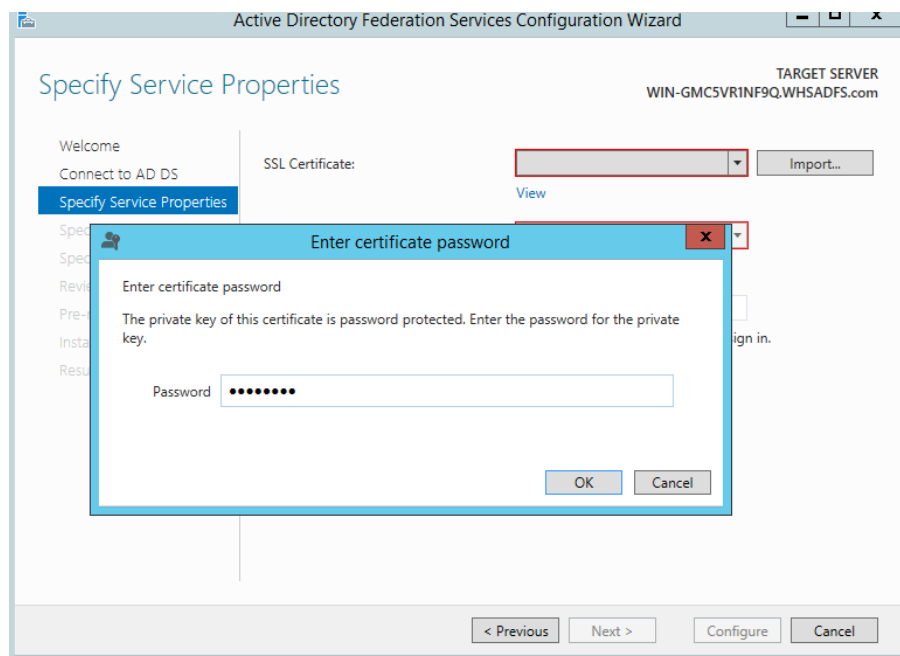 Active Directory Federation Services Configuration Wizard
Specify Service Properties
TARGET SERVER
WIN-GMC5VR1NF9Q.WHSADFS.com
Welcome
Connect to AD DS
Specify Service Properties
SSL Certificate:
Import...
View
Enter certificate password
Enter certificate password
The private key of this certificate is password protected. Enter the password for the private
key.
Password
OK
Cancel
sign in.
< Previous
Next >
Configure
Cancel